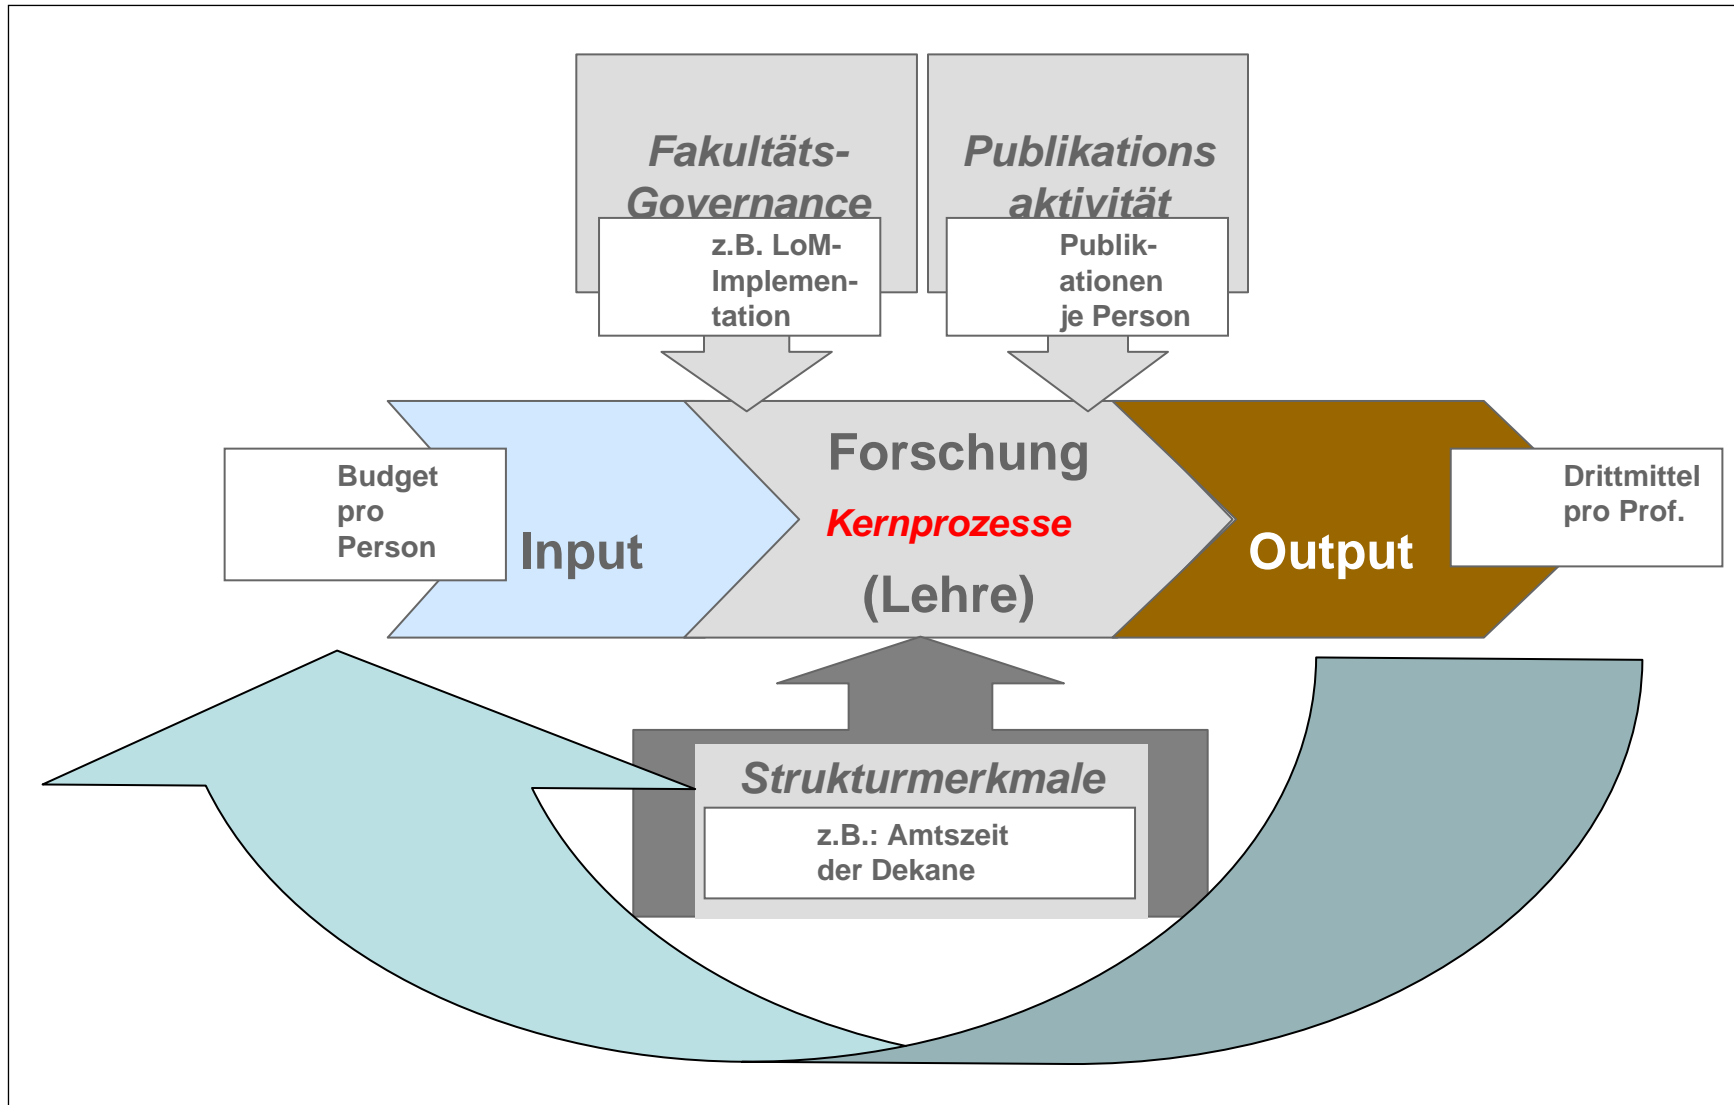 Fakultäts-
Governance
z.B. LoM-
Implemen-
tation
Publikations
aktivität
Publik-
ationen
je Person
Budget
pro
Person
Input
Forschung
Kernprozesse
(Lehre)
Output
Drittmittel
pro Prof.
Strukturmerkmale
z.B.: Amtszeit
der Dekane